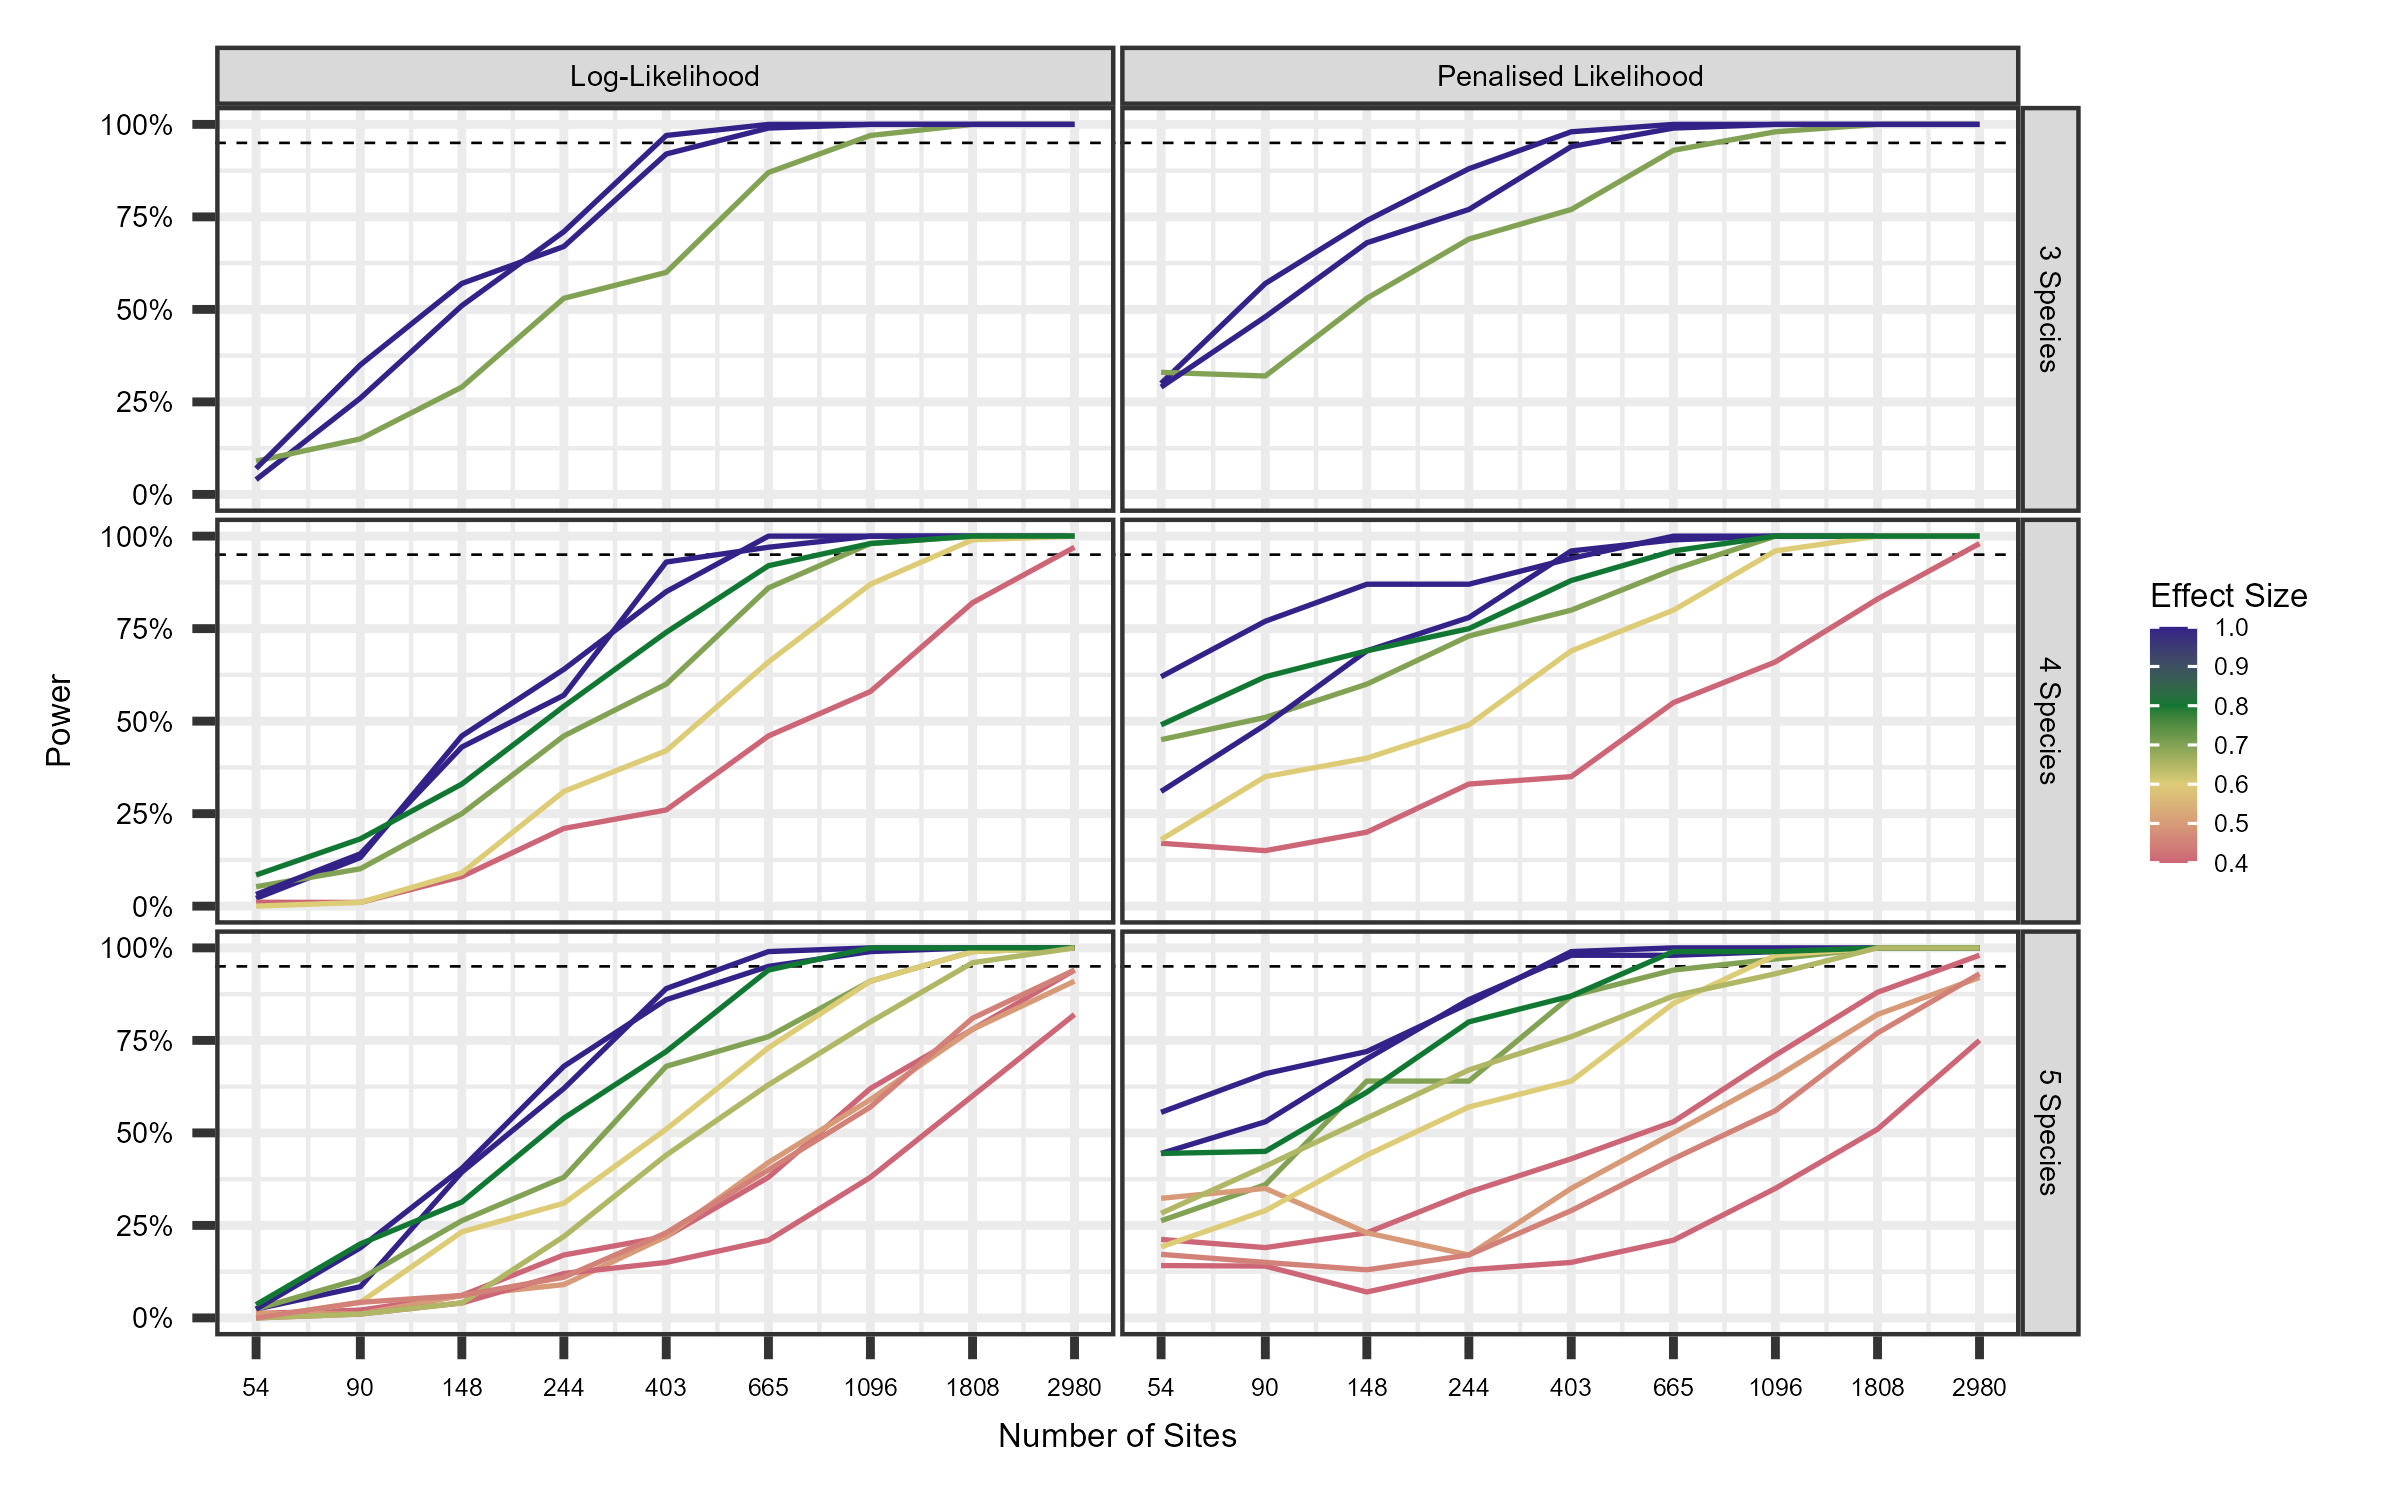 Log-Likelihood
Penalised Likelihood
100%
75%
50%
25%
0%
3 Species
100%
75%
50%
25%
0%
4 Species
100%
75%
50%
25%
0%
5 Species
Power
54 90 148 244 403 665 1096 1808 2980
54 90 148 244 403 665 1096 1808 2980
Number of Sites
Effect Size
1.0
0.9
0.8
0.7
0.6
0.5
0.4